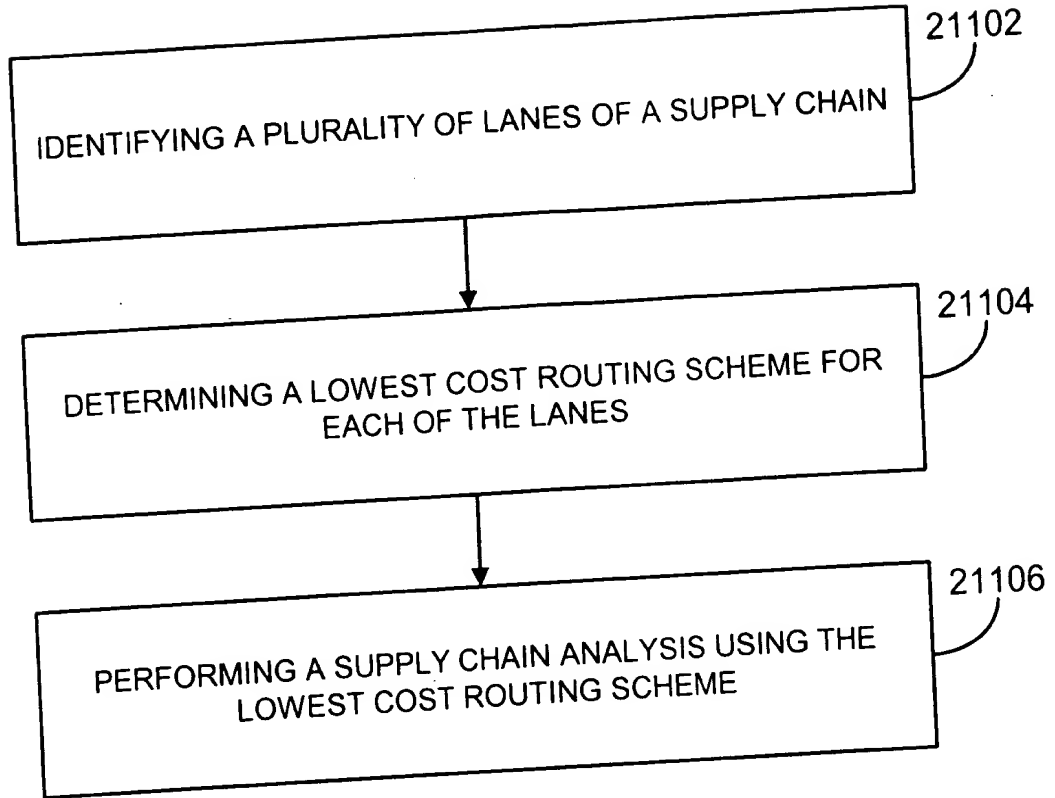 21102
IDENTIFYING A PLURALITY OF LANES OF A SUPPLY CHAIN
21104
DETERMINING A LOWEST COST ROUTING SCHEME FOR
EACH OF THE LANES
21106
PERFORMING A SUPPLY CHAIN ANALYSIS USING THE
LOWEST COST ROUTING SCHEME